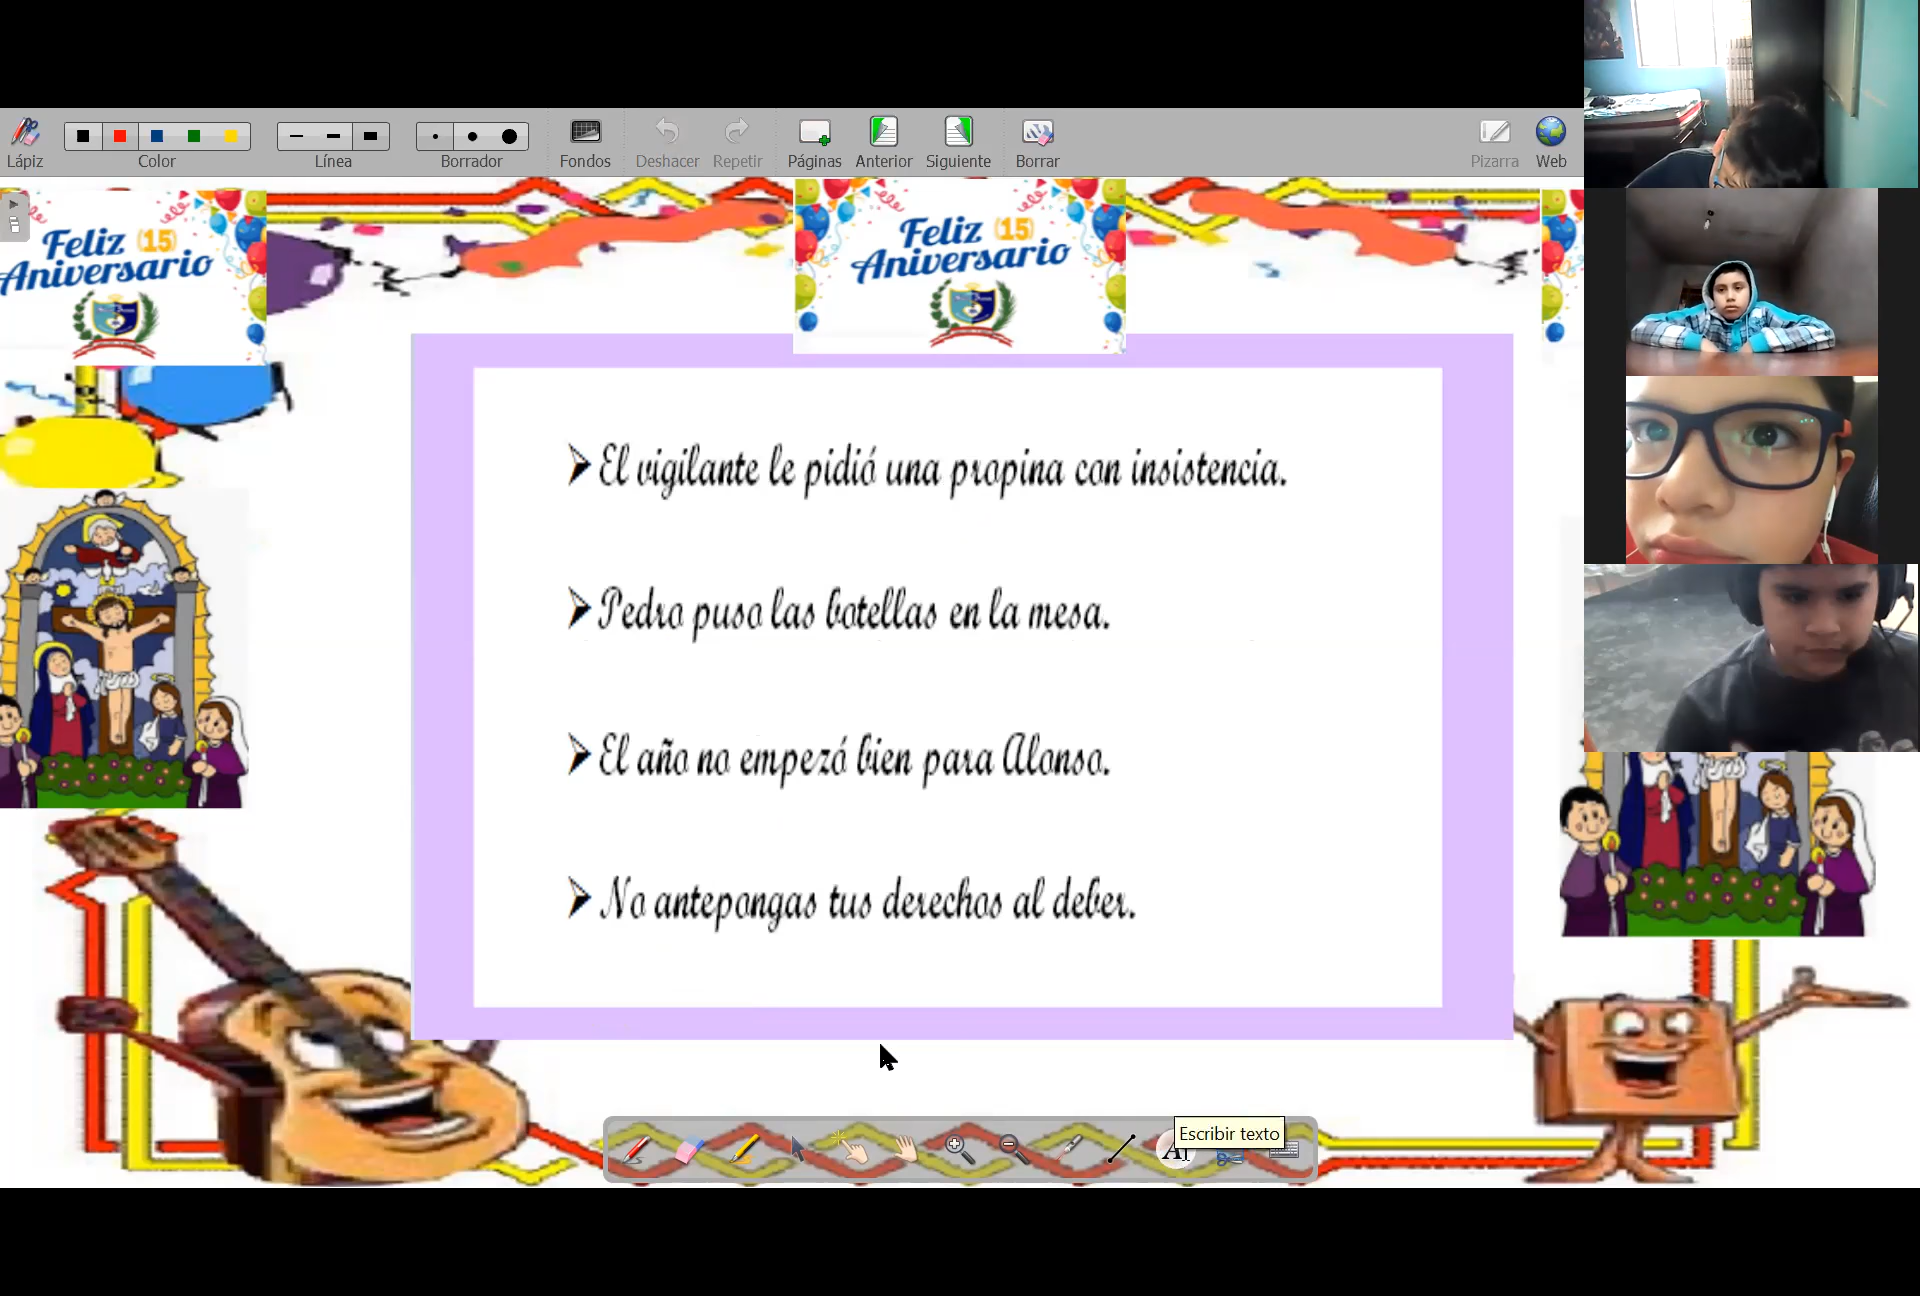 Lápiz
Color
Línea
Borrador
Fondos
Deshacer
Repetir
Páginas
Anterior
Siguiente
Borrar
Pizarra
Web
Feliz 15
Aniversario
Feliz 15
Aniversario
El vigilante le pidió una propina con insistencia.
Pedro puso las botellas en la mesa.
El año no empezó bien para Alonso.
No antepongas tus derechos al deber.
Escribir texto